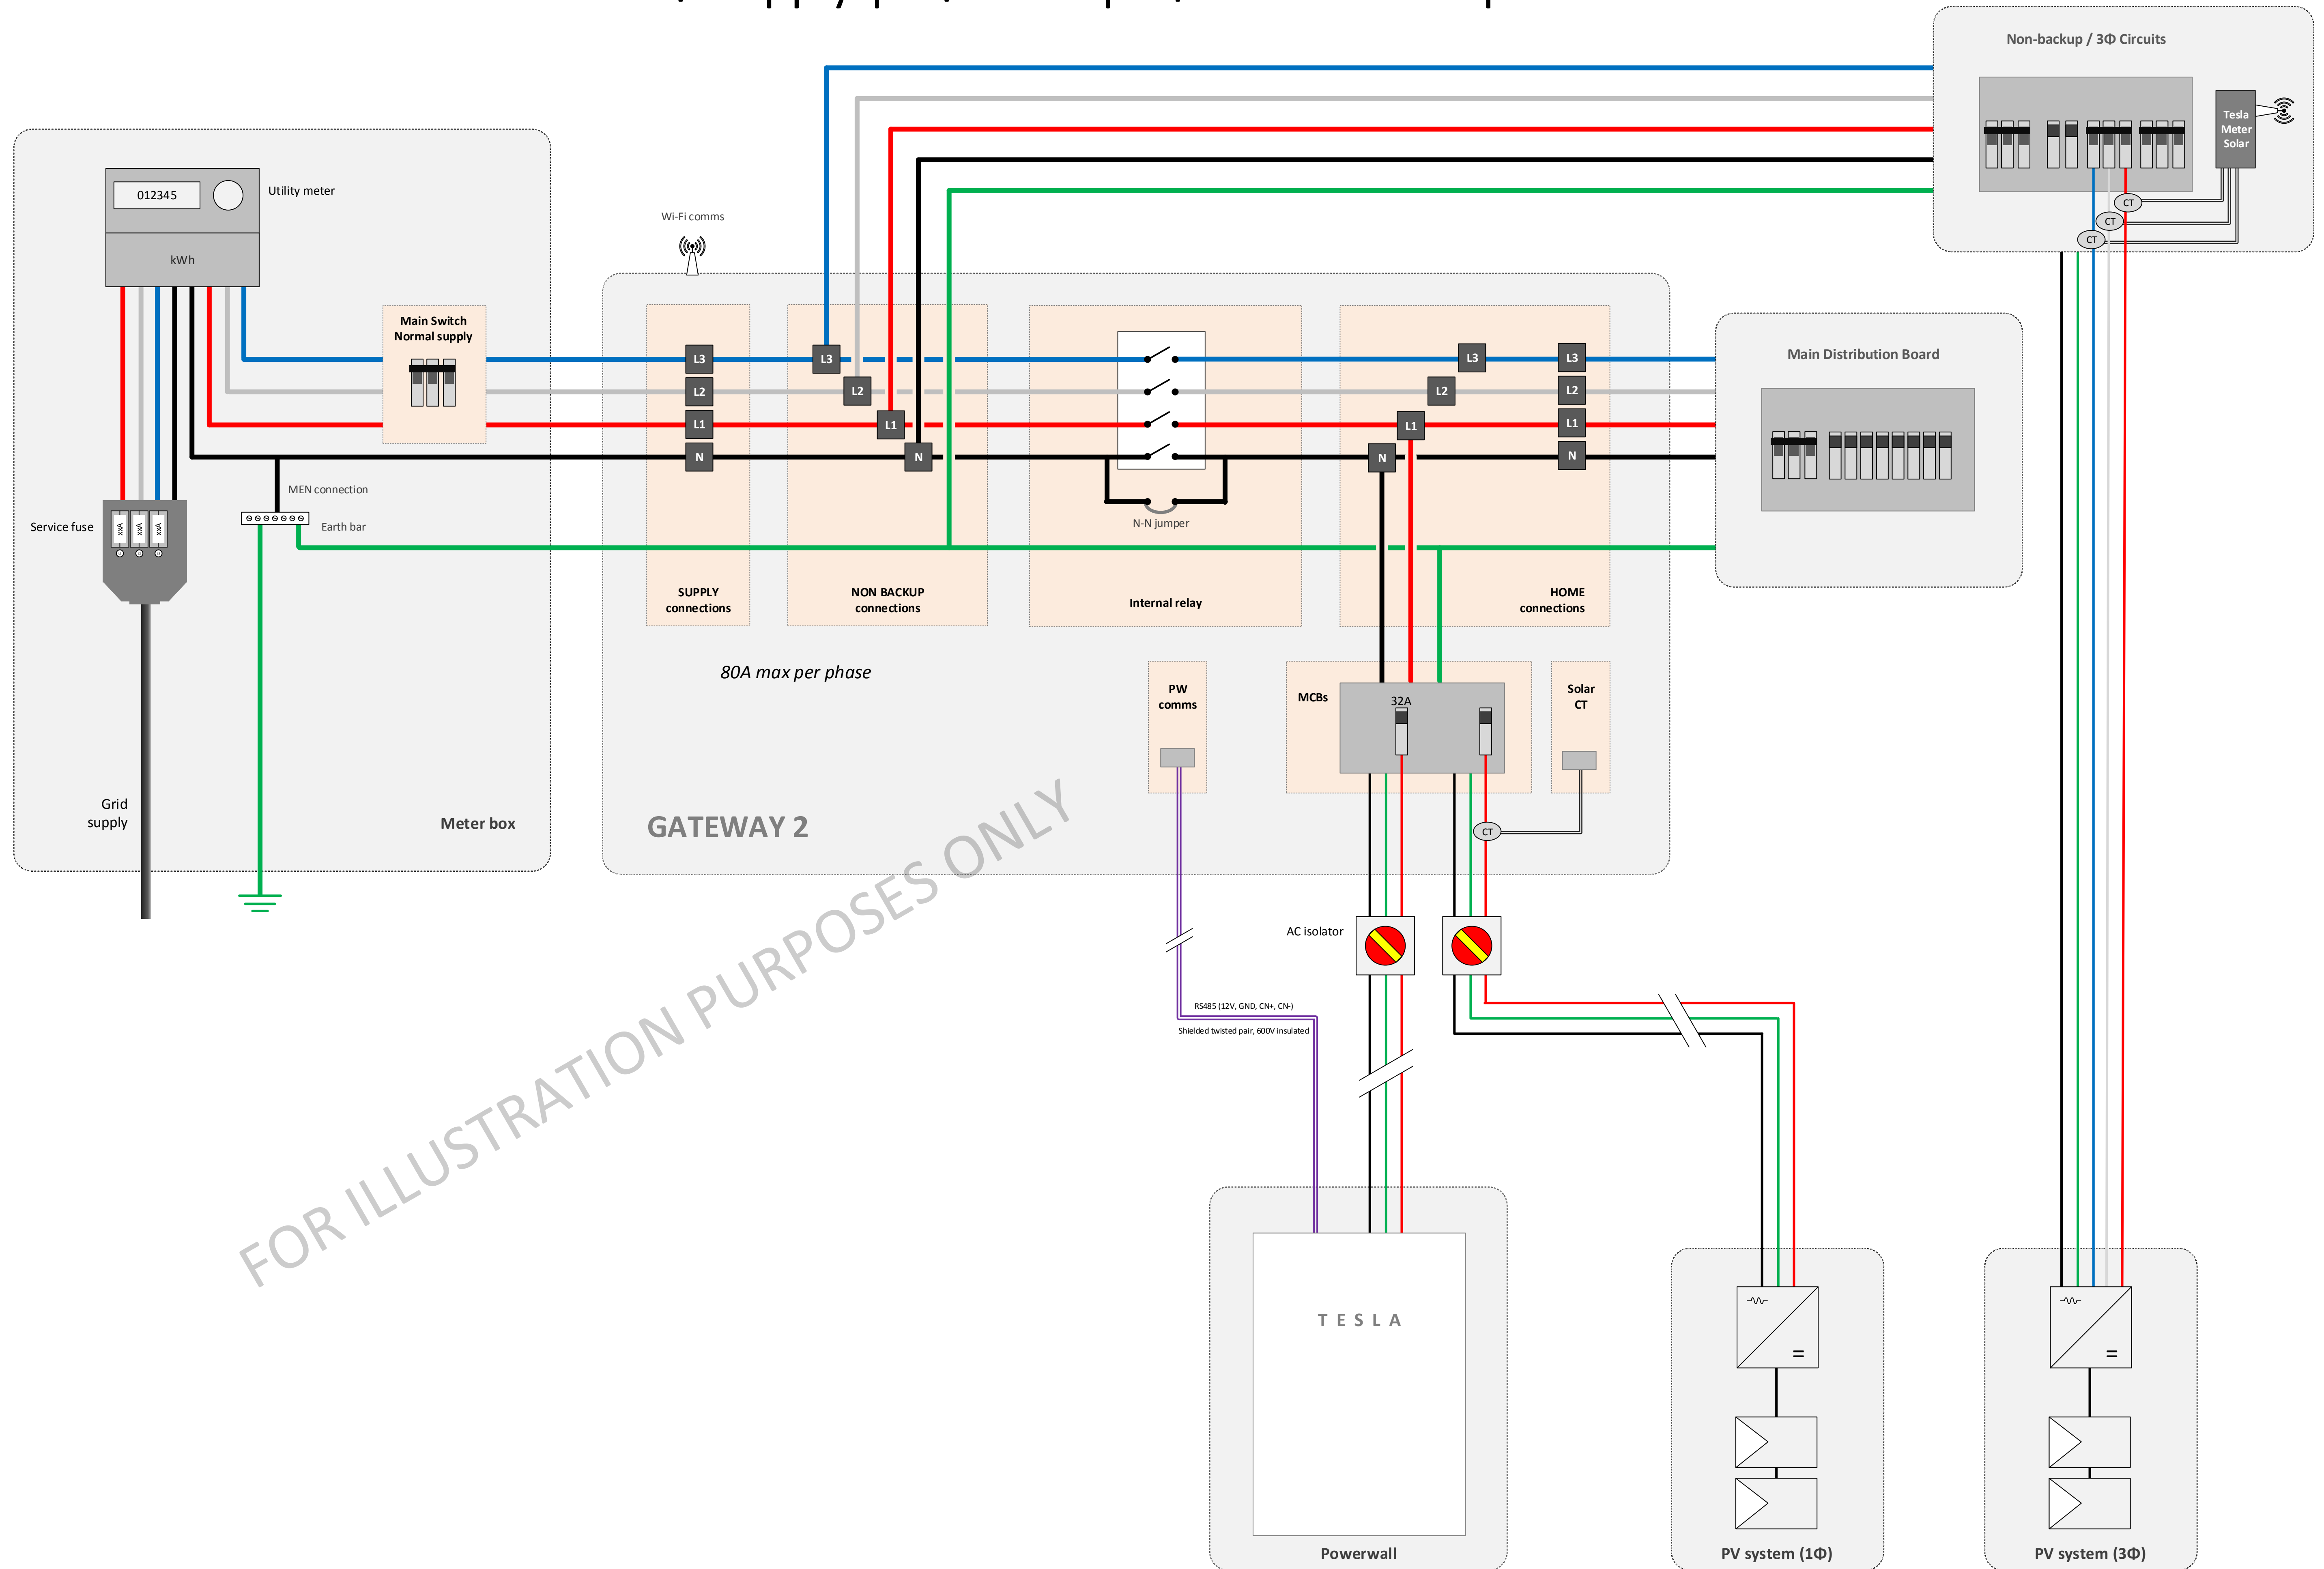 Non-backup / 3Φ Circuits
Tesla
Meter
Solar
CT
CT
CT
012345
kWh
Utility meter
Wi-Fi comms
Main Switch
Normal supply
L3
L2
L1
N
L3
L2
L1
N
L3
L2
L1
N
L3
L2
L1
N
Main Distribution Board
MEN connection
Earth bar
Service fuse
xxA
xxA
xxA
N-N jumper
SUPPLY
connections
NON BACKUP
connections
Internal relay
HOME
connections
80A max per phase
PW
comms
MCBs
32A
Solar
CT
CT
Grid
supply
Meter box
GATEWAY 2
AC isolator
RS485 (12V, GND, CN+, CN-)
Shielded twisted pair, 600V insulated
FOR ILLUSTRATION PURPOSES ONLY
TESLA
Powerwall
PV system (1Φ)
PV system (3Φ)